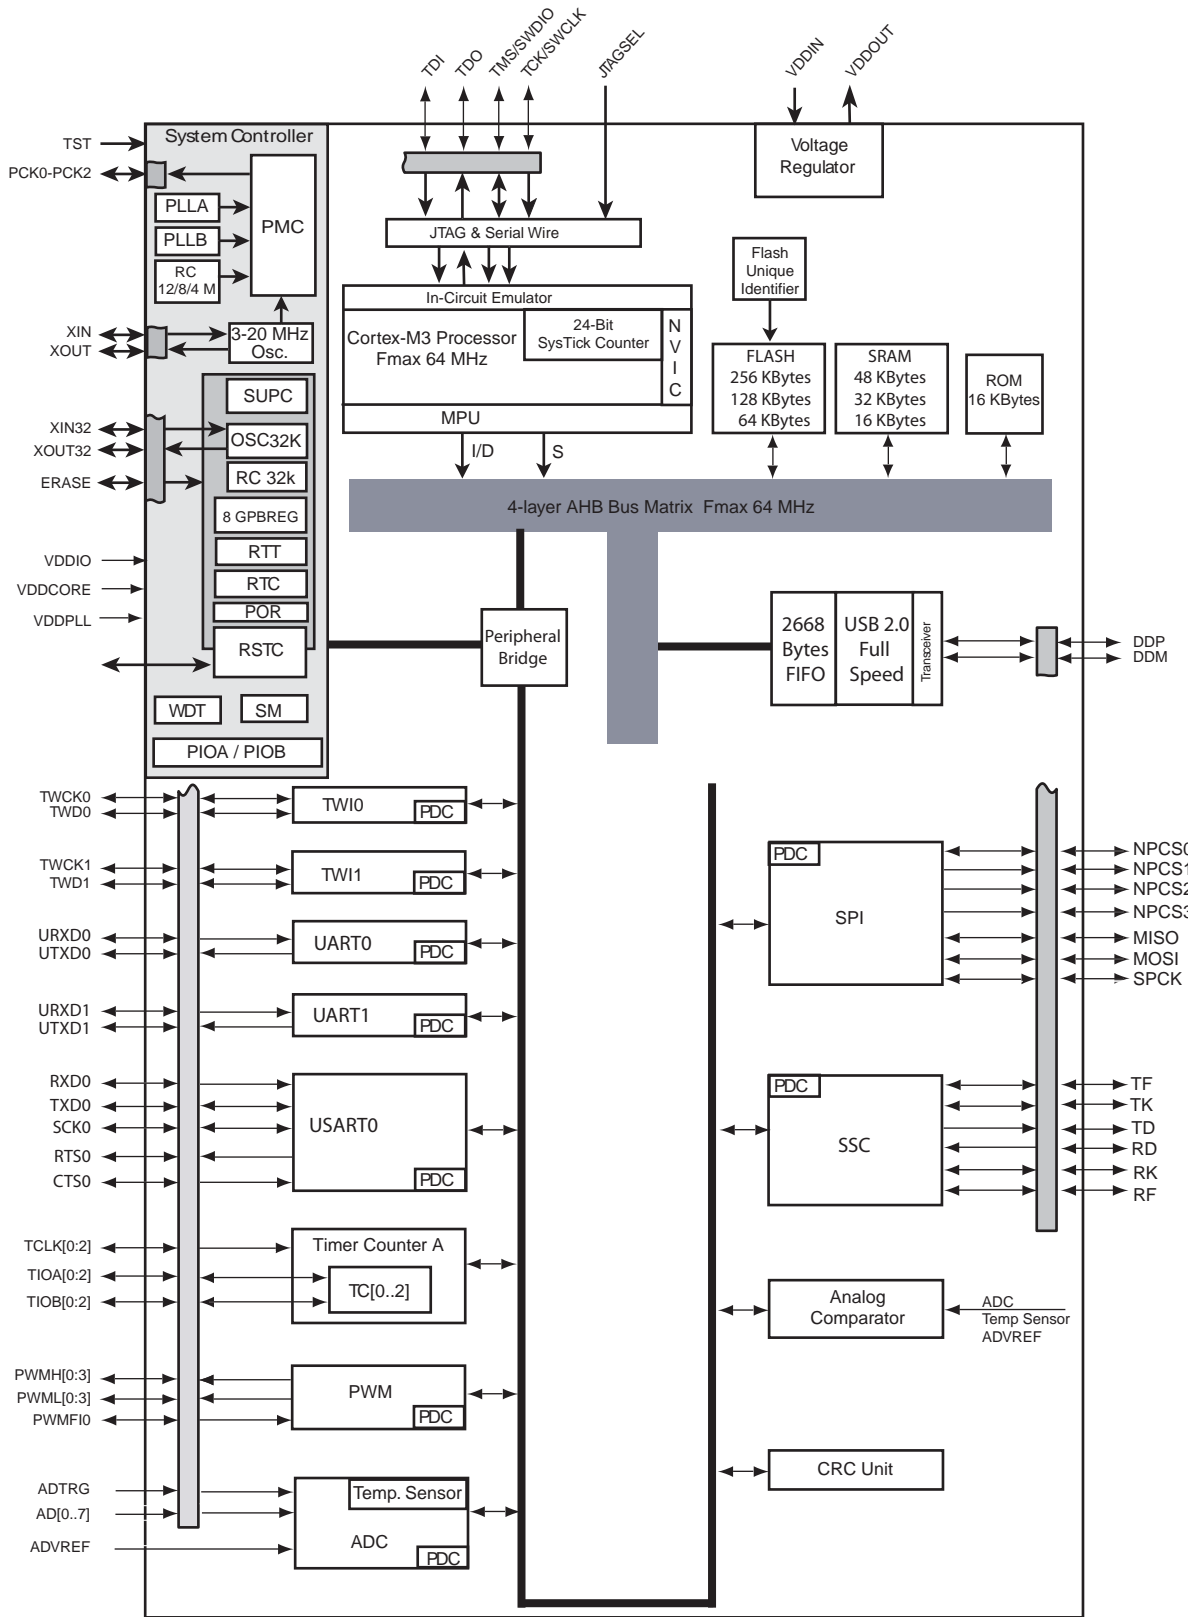 TDI
TDO
TMS/SWDIO
TCK/SWCLK
JTAGSEL
VDDIN
VDDOUT
System Controller
TST
PCK0-PCK2
PLLA
PLLB
RC
12/8/4 M
PMC
XIN
XOUT
3-20 MHz
Osc.
SUPC
XIN32
XOUT32
OSC32K
ERASE
RC 32k
8 GPBREG
RTT
RTC
POR
RSTC
VDDIO
VDDCORE
VDDPLL
WDT
SM
PIOA / PIOB
Voltage
Regulator
JTAG & Serial Wire
In-Circuit Emulator
Cortex-M3 Processor
Fmax 64 MHz
24-Bit
SysTick Counter
N
V
I
C
MPU
I/D
S
Flash
Unique
Identifier
FLASH
256 KBytes
128 KBytes
64 KBytes
SRAM
48 KBytes
32 KBytes
16 KBytes
ROM
16 KBytes
4-layer AHB Bus Matrix Fmax 64 MHz
Peripheral
Bridge
2668
Bytes
FIFO
USB 2.0
Full
Speed
Transceiver
DDP
DDM
TWCK0
TWD0
TWI0
PDC
TWCK1
TWD1
TWI1
PDC
URXD0
UTXD0
UART0
PDC
URXD1
UTXD1
UART1
PDC
RXD0
TXD0
SCK0
RTS0
CTS0
USART0
PDC
TCLK[0:2]
TIOA[0:2]
TIOB[0:2]
Timer Counter A
TC[0..2]
PWMH[0:3]
PWML[0:3]
PWMFI0
PWM
PDC
ADTRG
AD[0..7]
ADVREF
Temp. Sensor
ADC
PDC
PDC
SPI
NPCS0
NPCS1
NPCS2
NPCS3
MISO
MOSI
SPCK
PDC
SSC
TF
TK
TD
RD
RK
RF
Analog
Comparator
ADC
Temp Sensor
ADVREF
CRC Unit